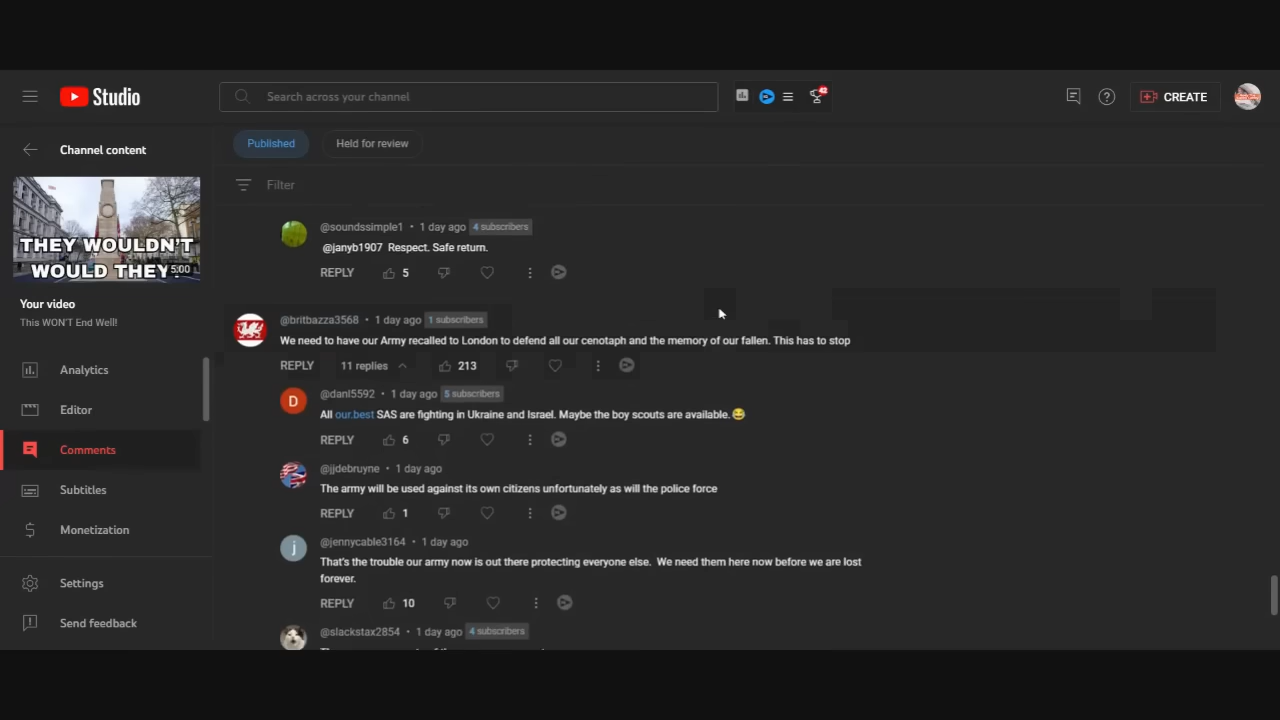 Studio
Search across your channel
42
CREATE
Channel content
Published
Held for review
Filter
THEY WOULDN'T
WOULD THEY?
5:00
Your video
This WON'T End Well!
Analytics
Editor
Comments
Subtitles
Monetization
Settings
Send feedback
@soundssimple1 • 1 day ago 4 subscribers
@janyb1907 Respect. Safe return.
REPLY 5
@britbazza3568 • 1 day ago 1 subscribers
We need to have our Army recalled to London to defend all our cenotaph and the memory of our fallen. This has to stop
REPLY 11 replies 213
D
@danl5592 • 1 day ago 5 subscribers
All our.best SAS are fighting in Ukraine and Israel. Maybe the boy scouts are available.😂
REPLY 6
@jjdebruyne • 1 day ago
The army will be used against its own citizens unfortunately as will the police force
REPLY 1
j
@jennycable3164 • 1 day ago
That's the trouble our army now is out there protecting everyone else. We need them here now before we are lost
forever.
REPLY 10
@slackstax2854 • 1 day ago 4 subscribers